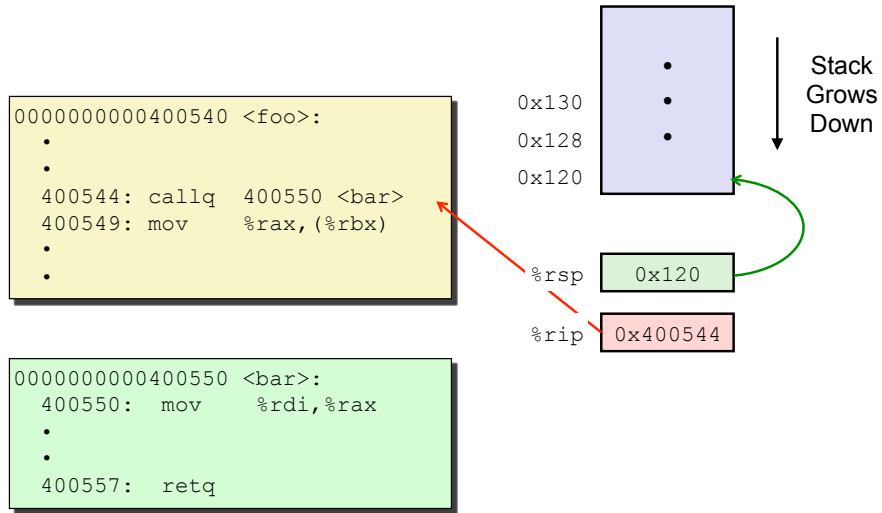 0000000000400540 <foo>:
•
•
400544: callq 400550 <bar>
400549: mov %rax,(%rbx)
•
•
0000000000400550 <bar>:
400550: mov %rdi,%rax
•
•
400557: retq
•
•
•
0x130
0x128
0x120
Stack
Grows
Down
%rsp 0x120
%rip 0x400544